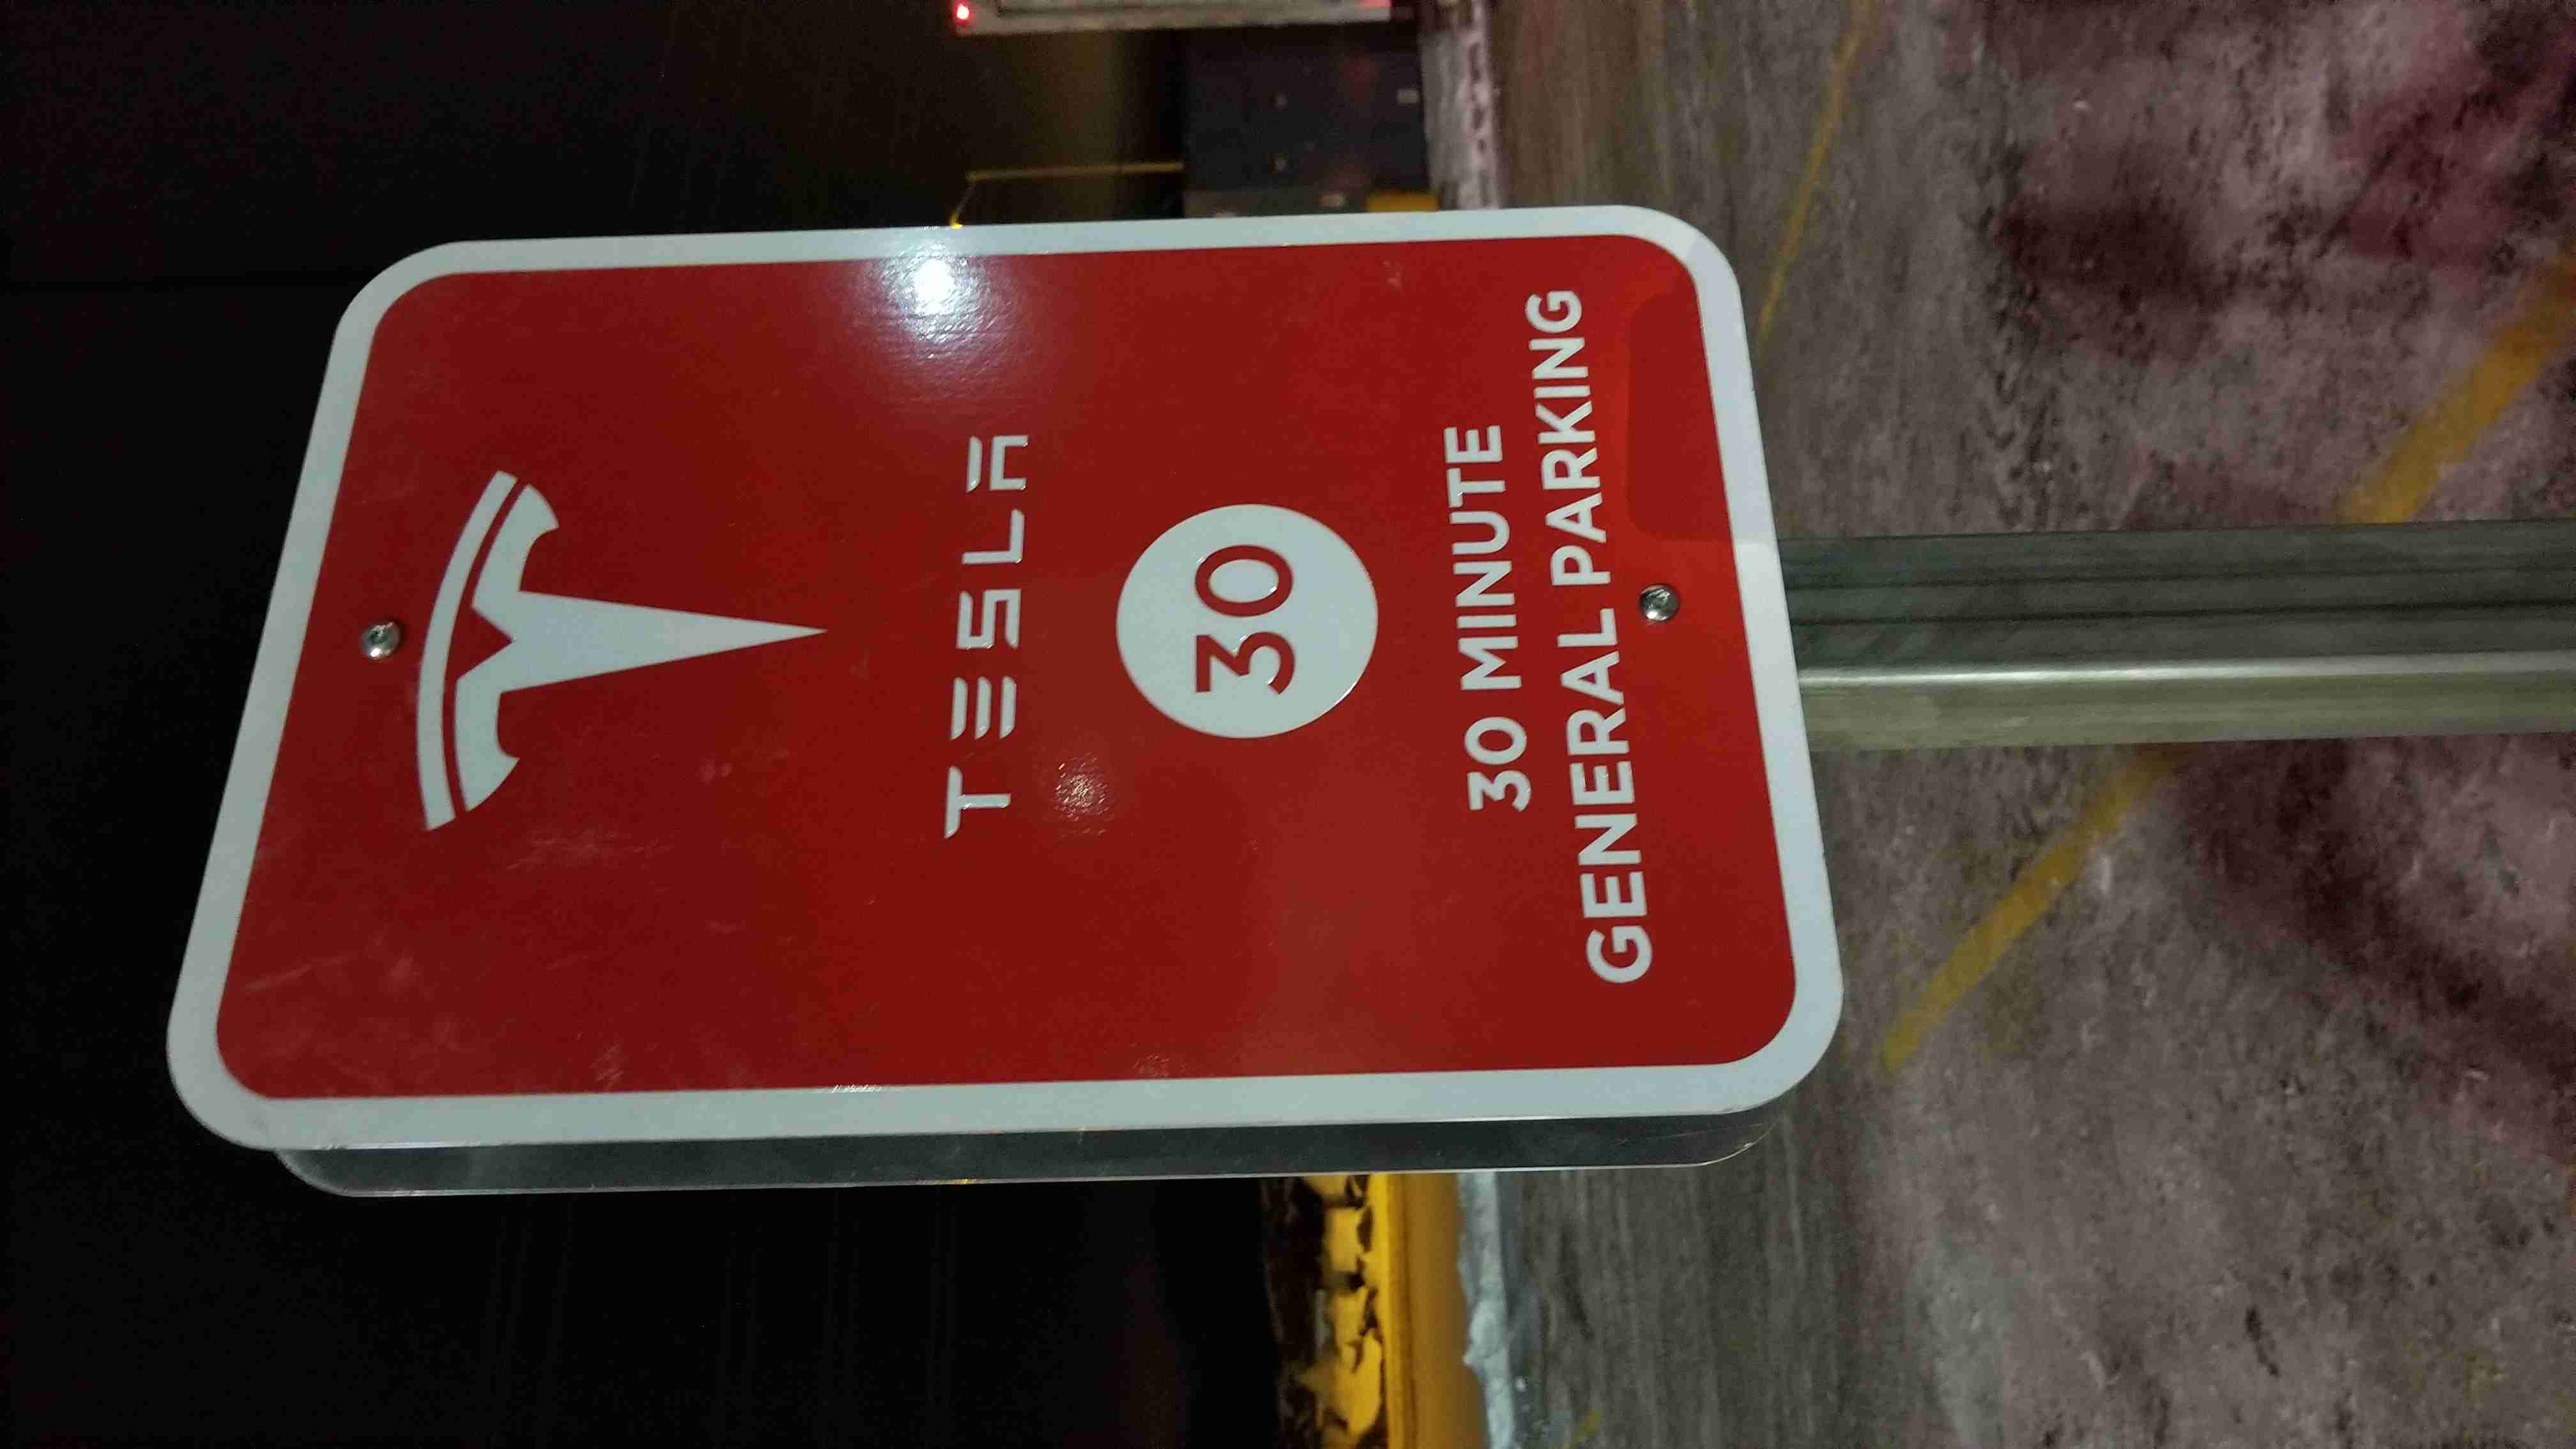 TESLA
30
30 MINUTE
GENERAL PARKING